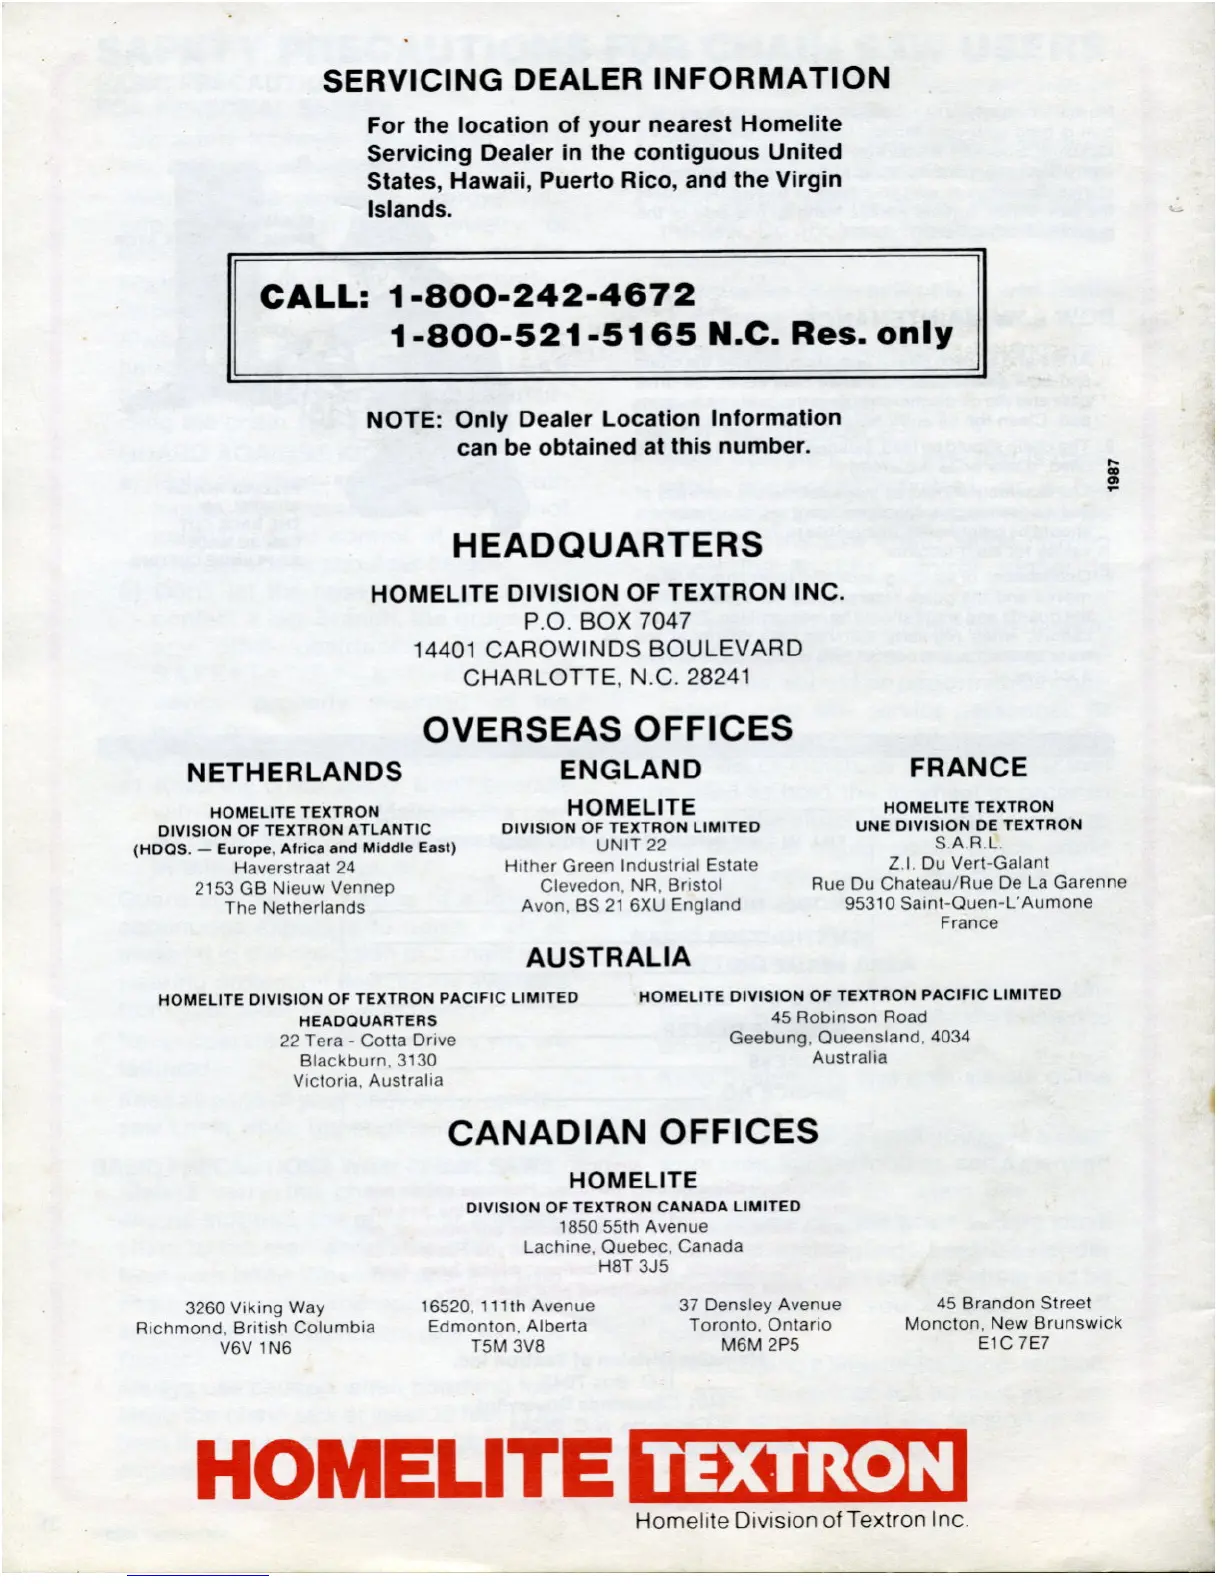 SERVICING DEALER INFORMATION
For the location of your nearest Homelite
Servicing Dealer in the contiguous United
States, Hawaii, Puerto Rico, and the Virgin
Islands.
CALL: 1-800-242-4672
1-800-521-5165 N.C. Res. only
NOTE: Only Dealer Location Information
can be obtained at this number.
1987
HEADQUARTERS
HOMELITE DIVISION OF TEXTRON INC.
P.O. BOX 7047
14401 CAROWINDS BOULEVARD
CHARLOTTE, N.C. 28241
OVERSEAS OFFICES
NETHERLANDS
HOMELITE TEXTRON
DIVISION OF TEXTRON ATLANTIC
(HDQS. — Europe, Africa and Middle East)
Haverstraat 24
2153 GB Nieuw Vennep
The Netherlands
ENGLAND
HOMELITE
DIVISION OF TEXTRON LIMITED
UNIT 22
Hither Green Industrial Estate
Clevedon, NR, Bristol
Avon, BS 21 6XU England
FRANCE
HOMELITE TEXTRON
UNE DIVISION DE TEXTRON
S.A.R.L.
Z.I. Du Vert-Galant
Rue Du Chateau/Rue De La Garenne
95310 Saint-Quen-L'Aumone
France
AUSTRALIA
HOMELITE DIVISION OF TEXTRON PACIFIC LIMITED
HEADQUARTERS
22 Tera - Cotta Drive
Blackburn, 3130
Victoria, Australia
HOMELITE DIVISION OF TEXTRON PACIFIC LIMITED
45 Robinson Road
Geebung, Queensland, 4034
Australia
CANADIAN OFFICES
HOMELITE
DIVISION OF TEXTRON CANADA LIMITED
1850 55th Avenue
Lachine, Quebec, Canada
H8T 3J5
3260 Viking Way
Richmond, British Columbia
V6V 1N6
16520, 111th Avenue
Edmonton, Alberta
T5M 3V8
37 Densley Avenue
Toronto, Ontario
M6M 2P5
45 Brandon Street
Moncton, New Brunswick
E1C 7E7
HOMELITE TEXTRON
Homelite Division of Textron Inc.